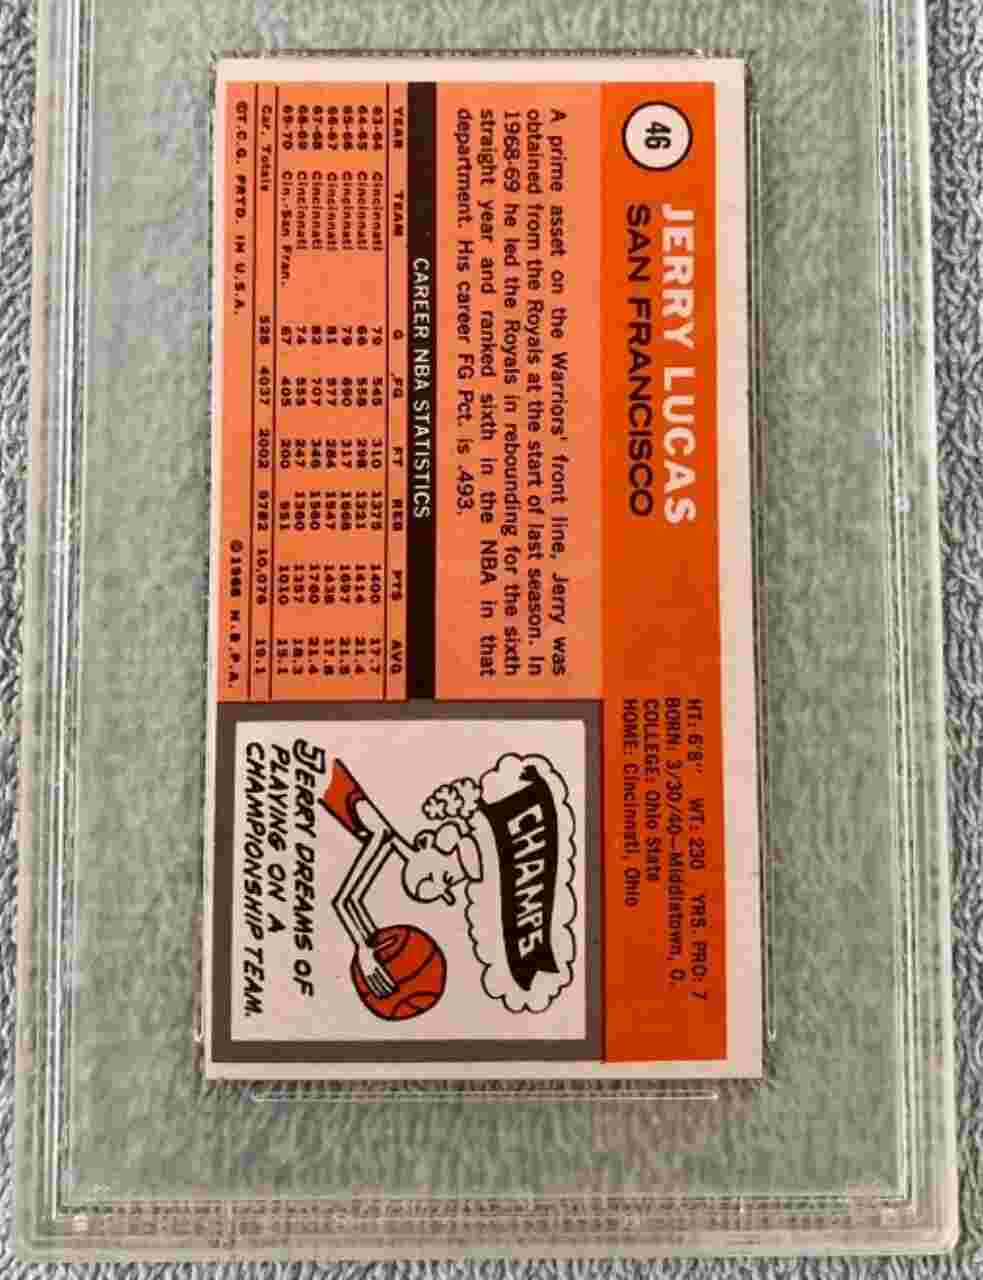 46
JERRY LUCAS
SAN FRANCISCO
HT: 6'8" WT: 230 YRS. PRO: 7
BORN: 3/30/40—Middletown, O.
COLLEGE: Ohio State
HOME: Cincinnati, Ohio
A prime asset on the Warriors' front line, Jerry was
obtained from the Royals at the start of last season. In
1968-69 he led the Royals in rebounding for the sixth
straight year and ranked sixth in the NBA in that
department. His career FG Pct. is .493.
CAREER NBA STATISTICS
YEAR TEAM G FG FT REB PTS AVG
63-64 Cincinnati 79 545 310 1375 1400 17.7
64-65 Cincinnati 66 558 298 1321 1414 21.4
65-66 Cincinnati 79 690 317 1668 1697 21.5
66-67 Cincinnati 81 577 284 1547 1438 17.8
67-68 Cincinnati 82 707 346 1560 1760 21.4
68-69 Cincinnati 74 555 247 1360 1357 18.3
69-70 Cin.-San Fran. 67 405 200 951 1010 15.1
Car. Totals 528 4037 2002 9782 10,076 19.1
©T.C.G. PRTD. IN U.S.A. ©1968 N.B.P.A.
CHAMPS
JERRY DREAMS OF
PLAYING ON A
CHAMPIONSHIP TEAM.